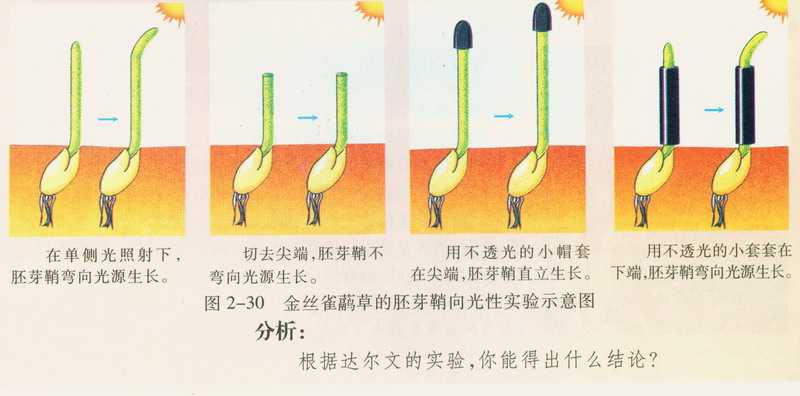 在单侧光照射下,
胚芽鞘弯向光源生长。
切去尖端,胚芽鞘不
弯向光源生长。
用不透光的小帽套
在尖端,胚芽鞘直立生长。
用不透光的小套套在
下端,胚芽鞘弯向光源生长。
图 2-30 金丝雀虉草的胚芽鞘向光性实验示意图
分析:
根据达尔文的实验,你能得出什么结论?